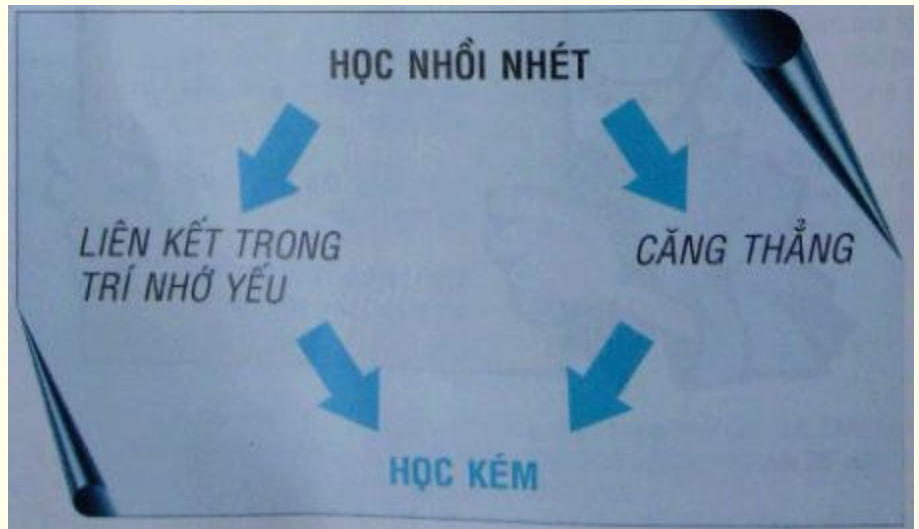 HỌC NHỒI NHÉT
LIÊN KẾT TRONG
TRÍ NHỚ YẾU
CĂNG THẲNG
HỌC KÉM